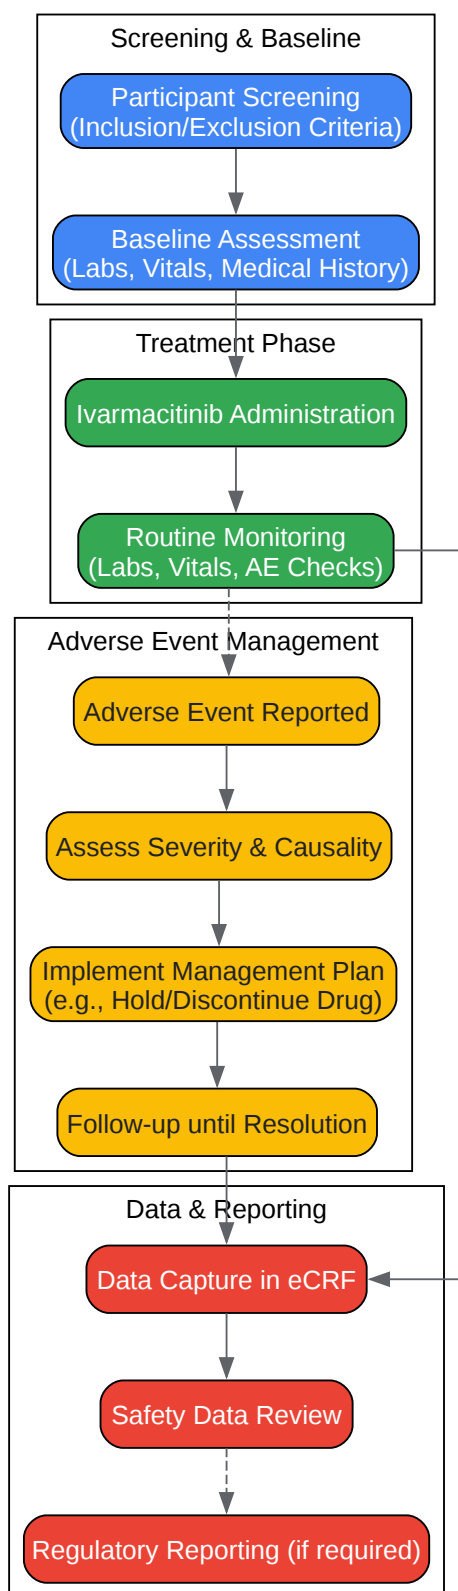 Screening & Baseline
Participant Screening
(Inclusion/Exclusion Criteria)
Baseline Assessment
(Labs, Vitals, Medical History)
Treatment Phase
Ivarmacitinib Administration
Routine Monitoring
(Labs, Vitals, AE Checks)
Adverse Event Management
Adverse Event Reported
Assess Severity & Causality
Implement Management Plan
(e.g., Hold/Discontinue Drug)
Follow-up until Resolution
Data & Reporting
Data Capture in eCRF
Safety Data Review
Regulatory Reporting (if required)